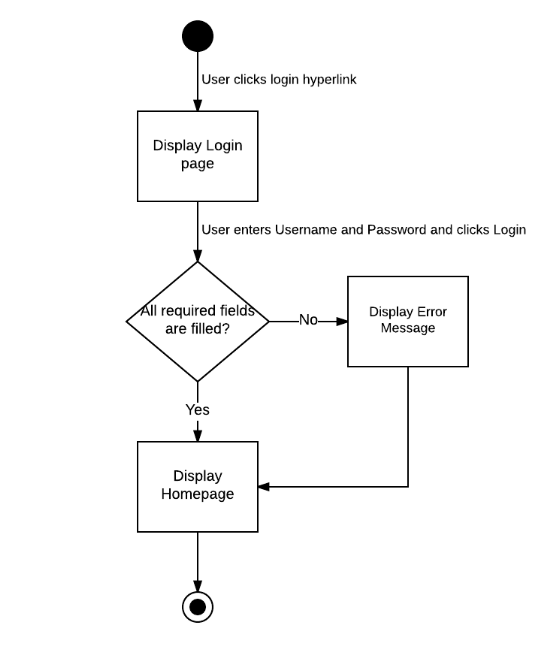 User clicks login hyperlink
Display Login
page
User enters Username and Password and clicks Login
All required fields
are filled?
No
Display Error
Message
Yes
Display
Homepage